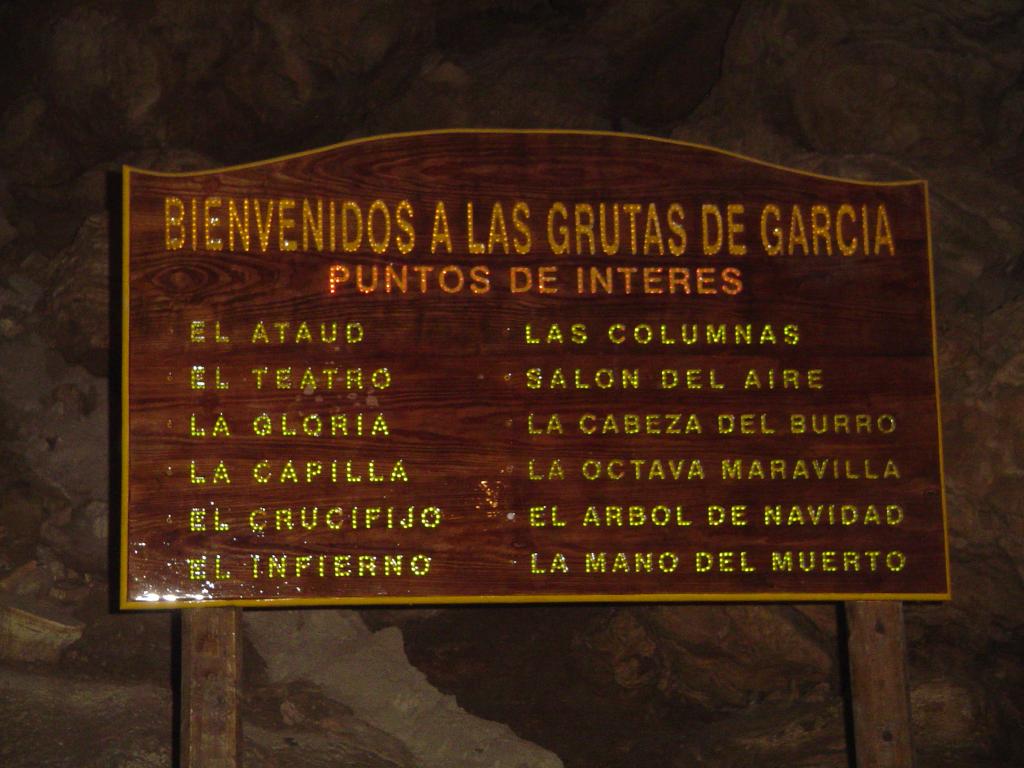 BIENVENIDOS A LAS GRUTAS DE GARCIA
PUNTOS DE INTERES
EL ATAUD
EL TEATRO
LA GLORIA
LA CAPILLA
EL CRUCIFIJO
EL INFIERNO
LAS COLUMNAS
SALON DEL AIRE
LA CABEZA DEL BURRO
LA OCTAVA MARAVILLA
EL ARBOL DE NAVIDAD
LA MANO DEL MUERTO